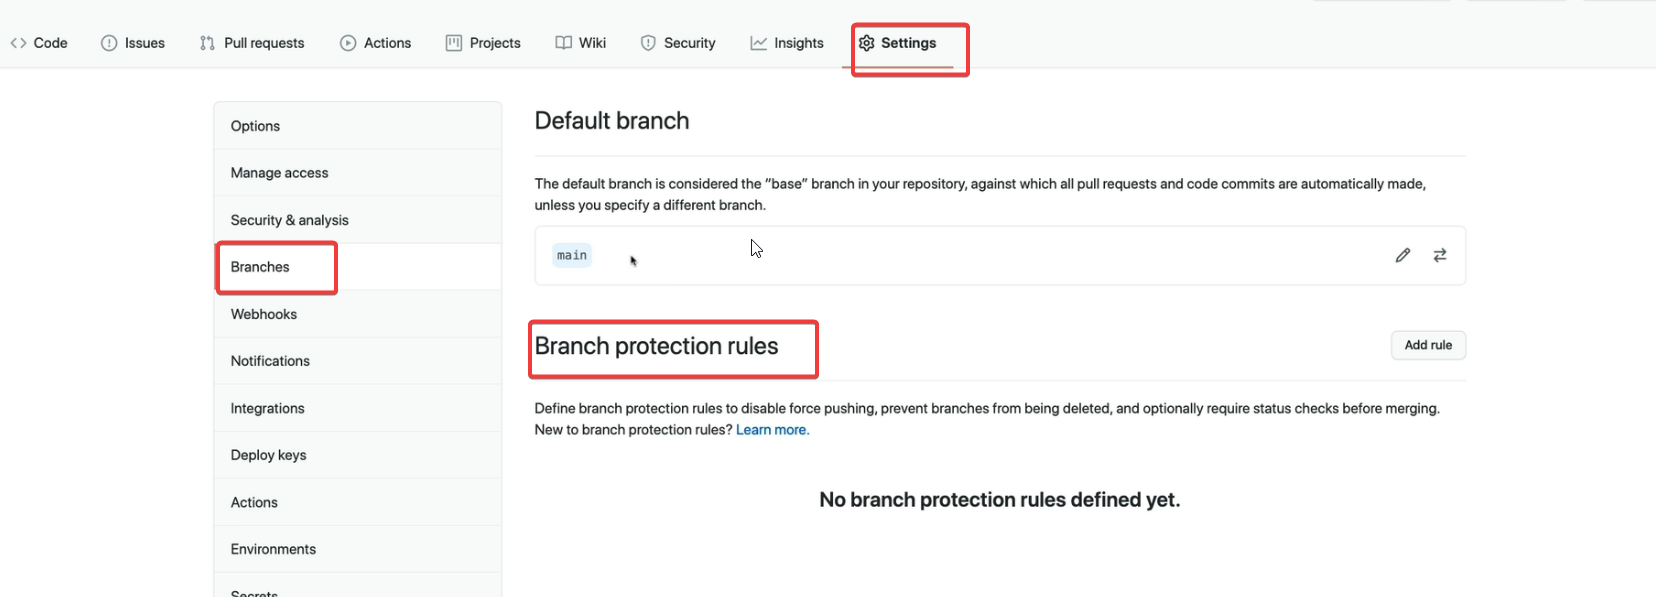 Code Issues Pull requests Actions Projects Wiki Security Insights Settings
Options
Manage access
Security & analysis
Branches
Webhooks
Notifications
Integrations
Deploy keys
Actions
Environments
Secrets
Default branch
The default branch is considered the “base” branch in your repository, against which all pull requests and code commits are automatically made,
unless you specify a different branch.
main
Branch protection rules
Add rule
Define branch protection rules to disable force pushing, prevent branches from being deleted, and optionally require status checks before merging.
New to branch protection rules? Learn more.
No branch protection rules defined yet.